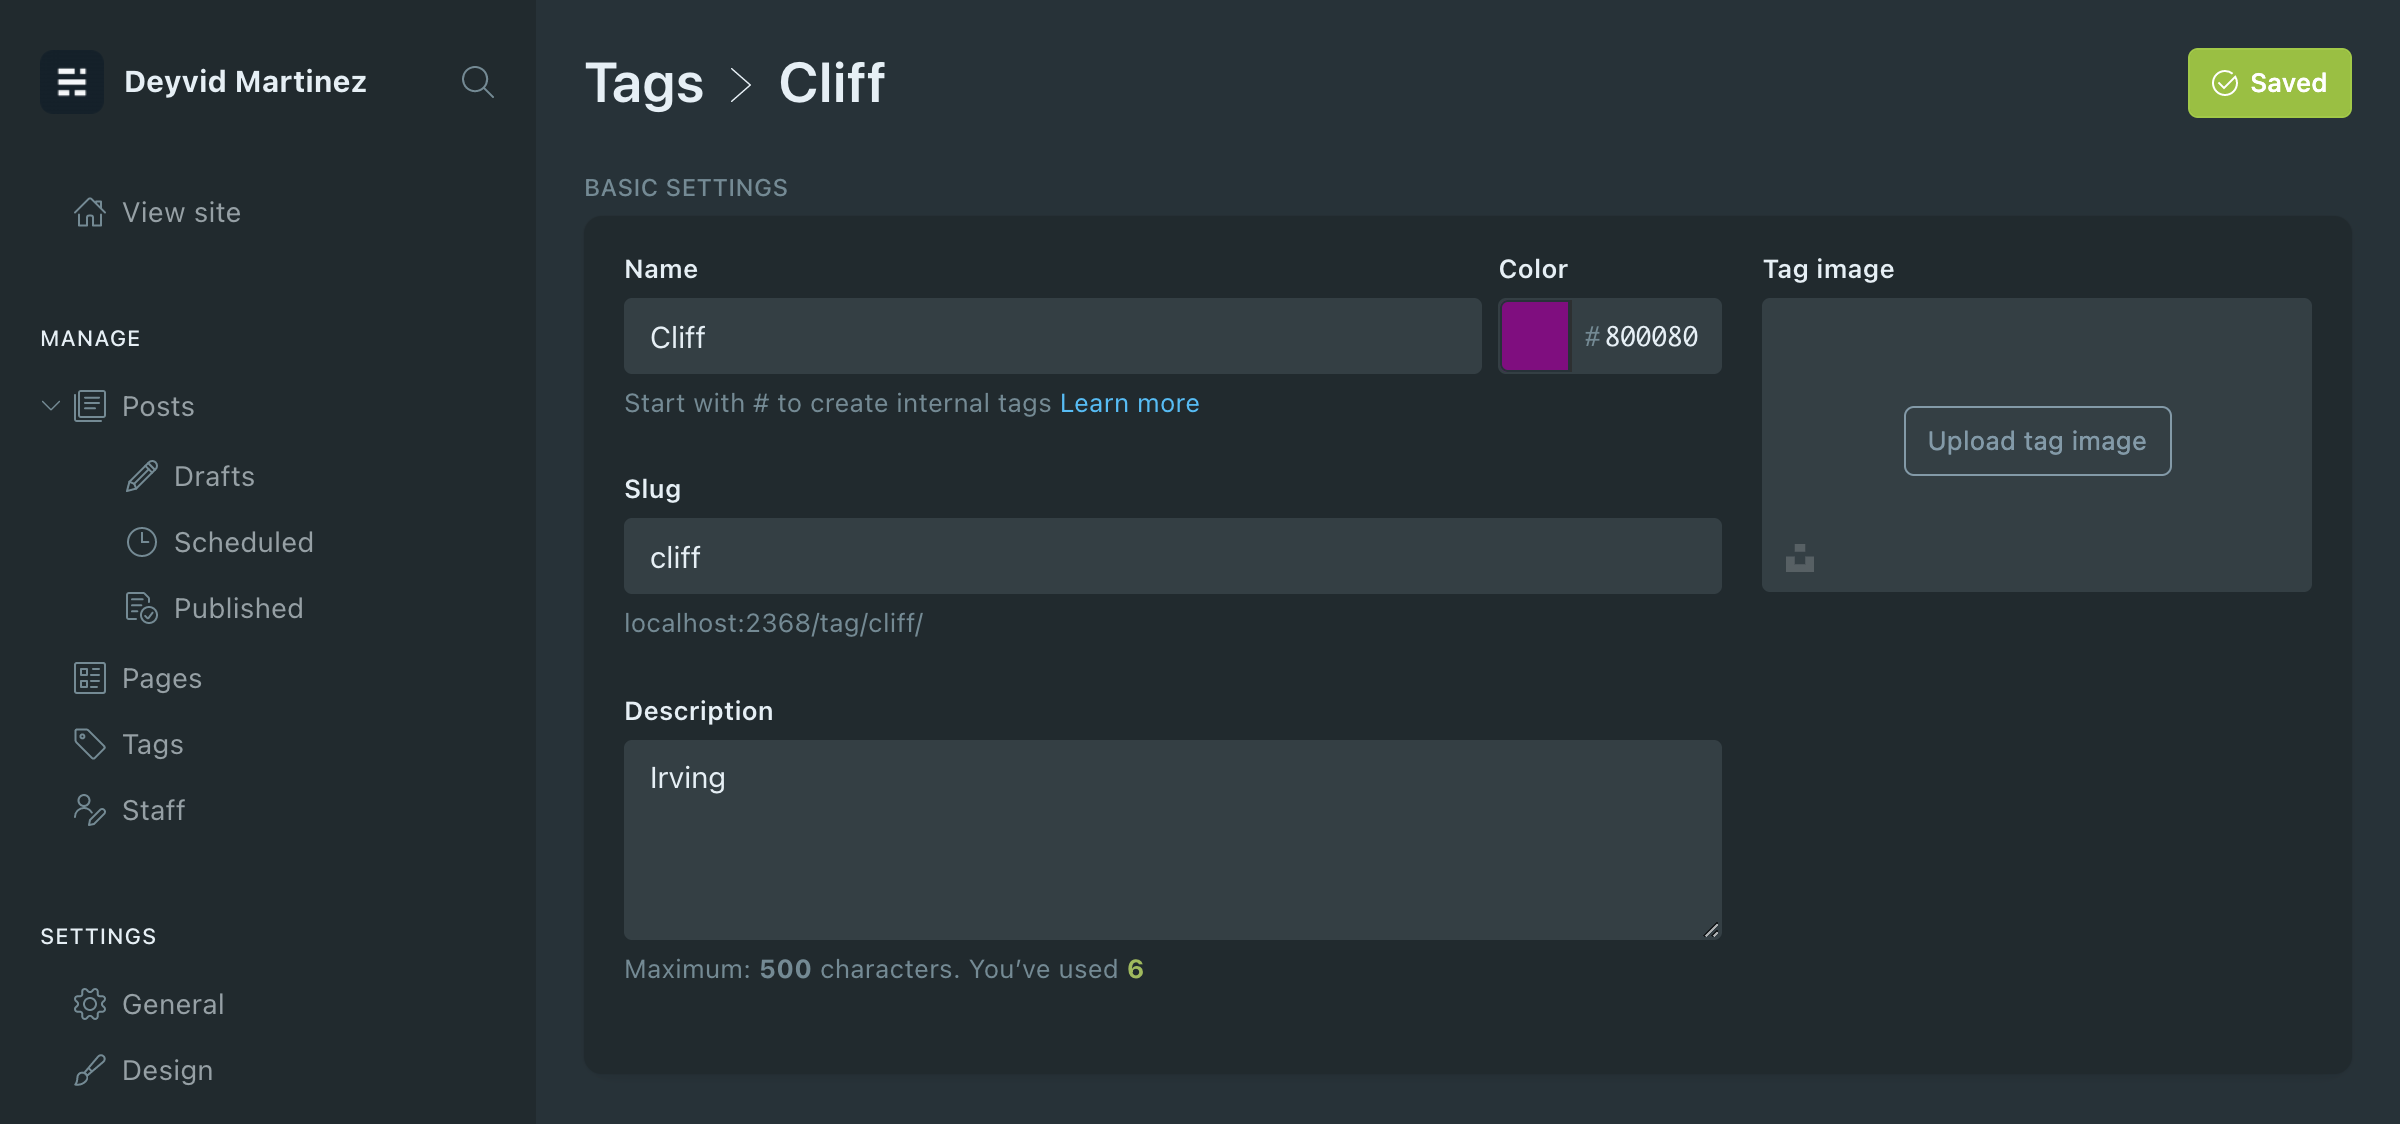 Deyvid Martinez
View site
MANAGE
Posts
Drafts
Scheduled
Published
Pages
Tags
Staff
SETTINGS
General
Design
Tags > Cliff
Saved
BASIC SETTINGS
Name
Cliff
Start with # to create internal tags Learn more
Color
#800080
Slug
cliff
localhost:2368/tag/cliff/
Description
Irving
Maximum: 500 characters. You’ve used 6
Tag image
Upload tag image